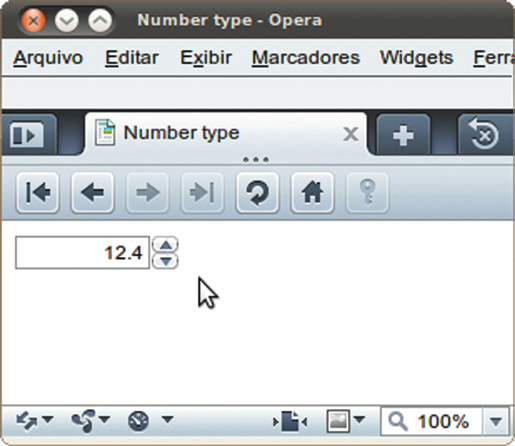 Number type - Opera
Arquivo Editar Exibir Marcadores Widgets Ferra
Number type
12.4
100%